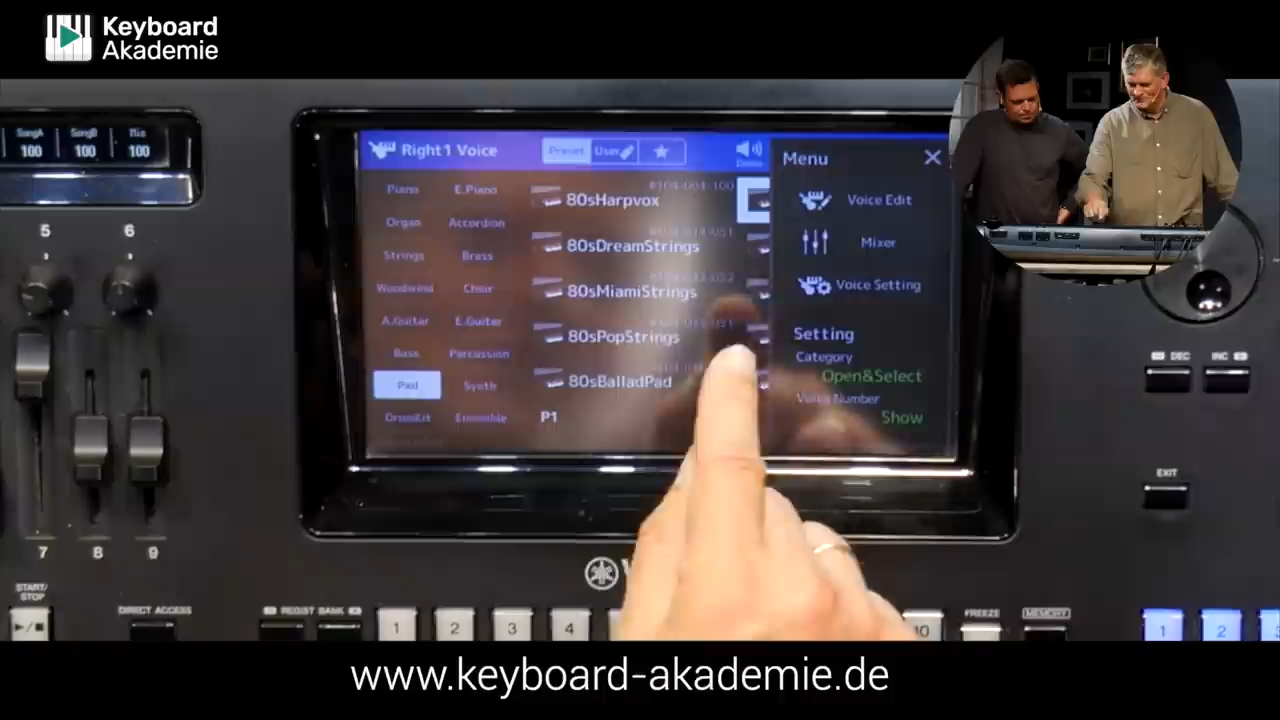 Keyboard
Akademie
SongA SongB Mic
100 100 100
5 6
7 8 9
START/
STOP
DIRECT ACCESS
REGIST BANK
1 2 3 4
Right1 Voice
Preset User
Demo
Piano E.Piano
Organ Accordion
Strings Brass
Woodwind Choir
A.Guitar E.Guitar
Bass Percussion
Pad Synth
DrumKit Ensemble
80sHarpvox
80sDreamStrings
80sMiamiStrings
80sPopStrings
80sBalladPad
P1
Menu
Voice Edit
Mixer
Voice Setting
Setting
Category
Open&Select
Voice Number
Show
DEC INC
EXIT
10
FREEZE
MEMORY
1 2
www.keyboard-akademie.de